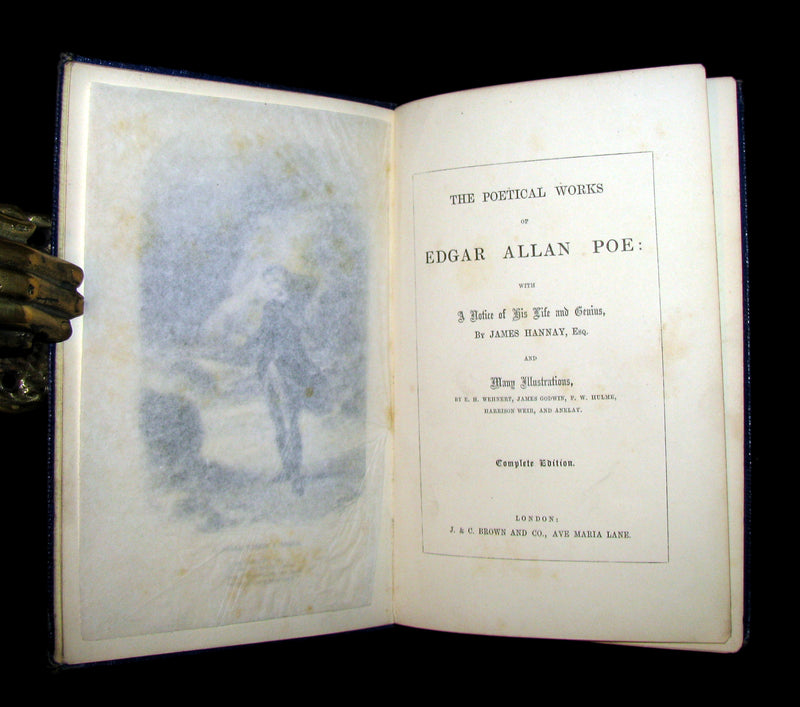 THE POETICAL WORKS
OF
EDGAR ALLAN POE:
WITH
A Notice of His Life and Genius,
BY JAMES HANNAY, ESQ.
AND
Many Illustrations,
BY E. H. WEHNERT, JAMES GODWIN, F. W. HULME,
HARRISON WEIR, AND ANELAY.
Complete Edition.
LONDON:
J. & C. BROWN AND CO., AVE MARIA LANE.